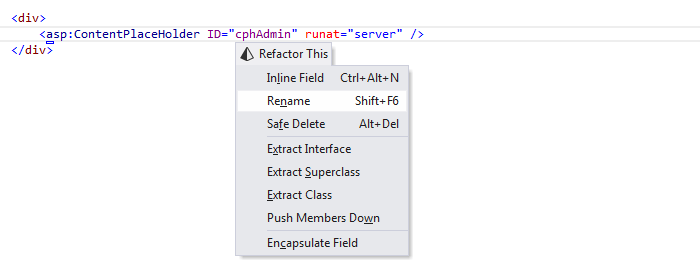 <div>
<asp:ContentPlaceHolder ID="cphAdmin" runat="server" />
</div>
Refactor This
Inline Field Ctrl+Alt+N
Rename Shift+F6
Safe Delete Alt+Del
Extract Interface
Extract Superclass
Extract Class
Push Members Down
Encapsulate Field